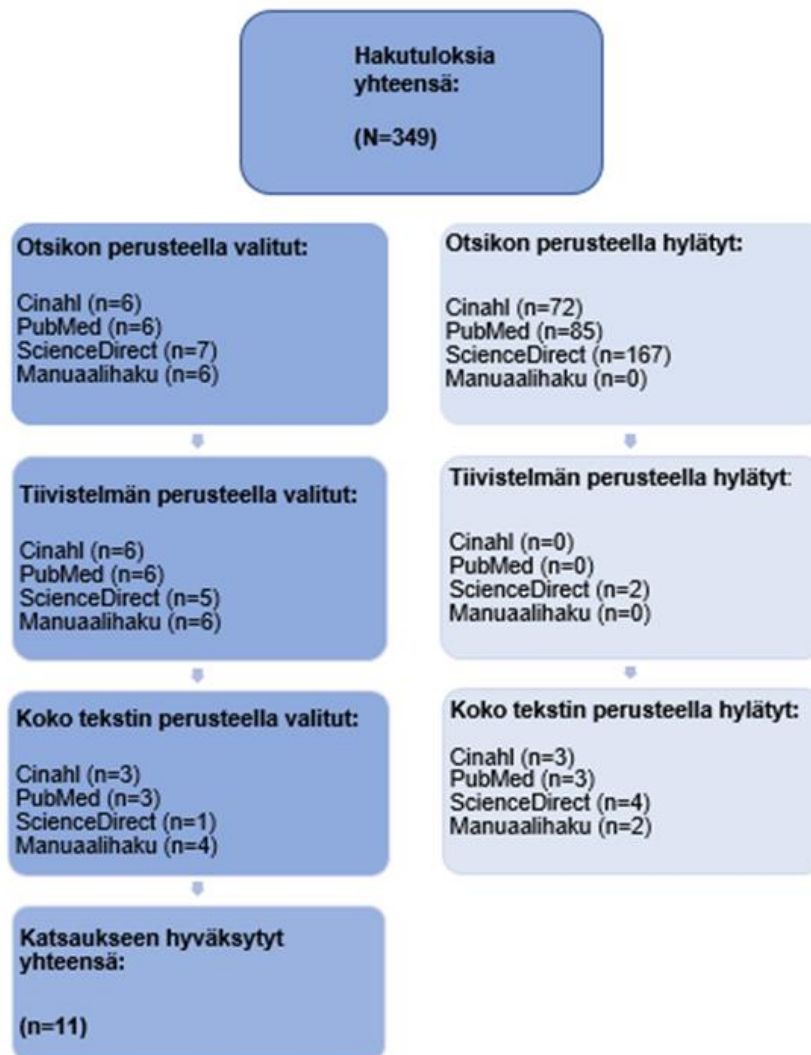 Hakutuloksia
yhteensä:
(N=349)
Otsikon perusteella valitut:
Cinahl (n=6)
PubMed (n=6)
ScienceDirect (n=7)
Manuaalihaku (n=6)
Otsikon perusteella hylätyt:
Cinahl (n=72)
PubMed (n=85)
ScienceDirect (n=167)
Manuaalihaku (n=0)
Tiivistelmän perusteella valitut:
Cinahl (n=6)
PubMed (n=6)
ScienceDirect (n=5)
Manuaalihaku (n=6)
Tiivistelmän perusteella hylätyt:
Cinahl (n=0)
PubMed (n=0)
ScienceDirect (n=2)
Manuaalihaku (n=0)
Koko tekstin perusteella valitut:
Cinahl (n=3)
PubMed (n=3)
ScienceDirect (n=1)
Manuaalihaku (n=4)
Koko tekstin perusteella hylätyt:
Cinahl (n=3)
PubMed (n=3)
ScienceDirect (n=4)
Manuaalihaku (n=2)
Katsaukseen hyväksytyt
yhteensä:
(n=11)